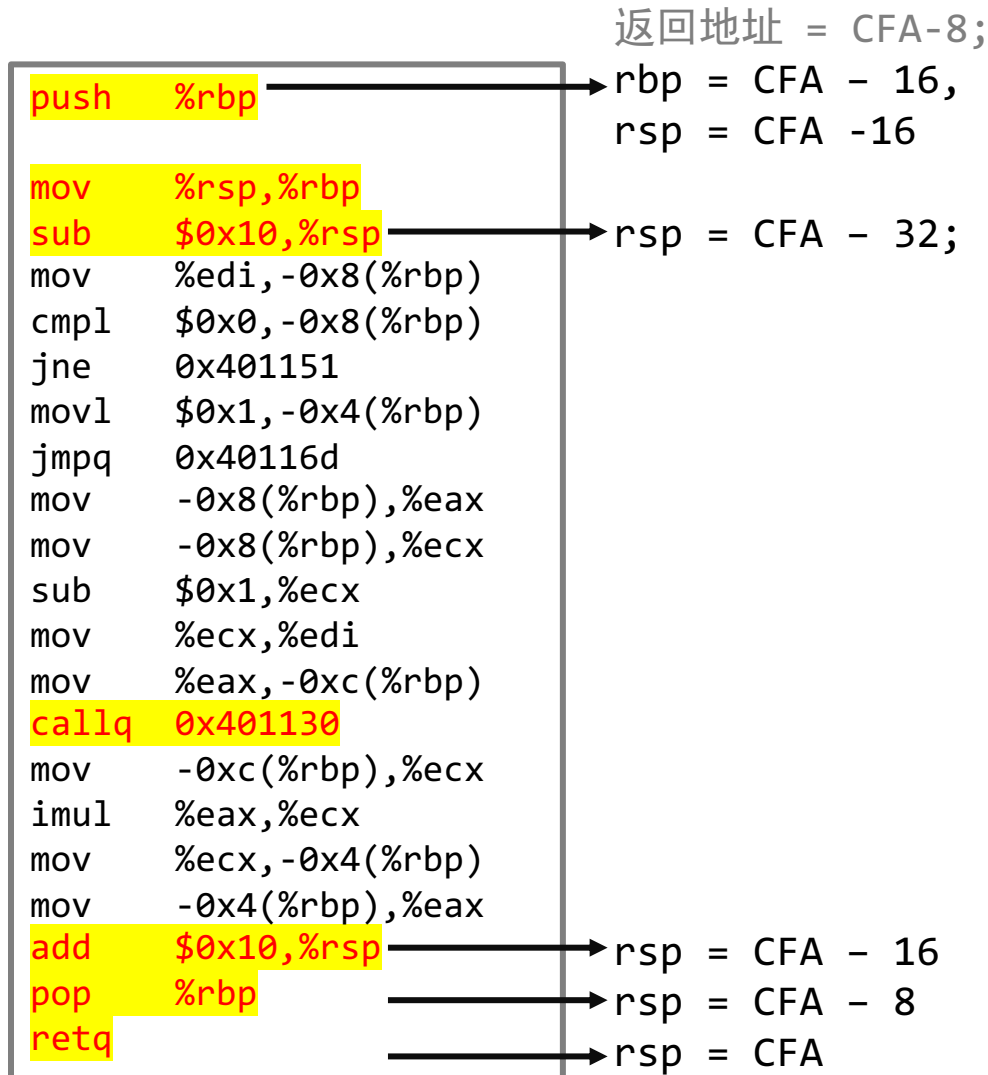 返回地址 = CFA-8;
push %rbp
rbp = CFA – 16,
rsp = CFA -16
mov %rsp,%rbp
sub $0x10,%rsp
rsp = CFA – 32;
mov %edi,-0x8(%rbp)
cmpl $0x0,-0x8(%rbp)
jne 0x401151
movl $0x1,-0x4(%rbp)
jmpq 0x40116d
mov -0x8(%rbp),%eax
mov -0x8(%rbp),%ecx
sub $0x1,%ecx
mov %ecx,%edi
mov %eax,-0xc(%rbp)
callq 0x401130
mov -0xc(%rbp),%ecx
imul %eax,%ecx
mov %ecx,-0x4(%rbp)
mov -0x4(%rbp),%eax
add $0x10,%rsp
rsp = CFA – 16
pop %rbp
rsp = CFA – 8
retq
rsp = CFA